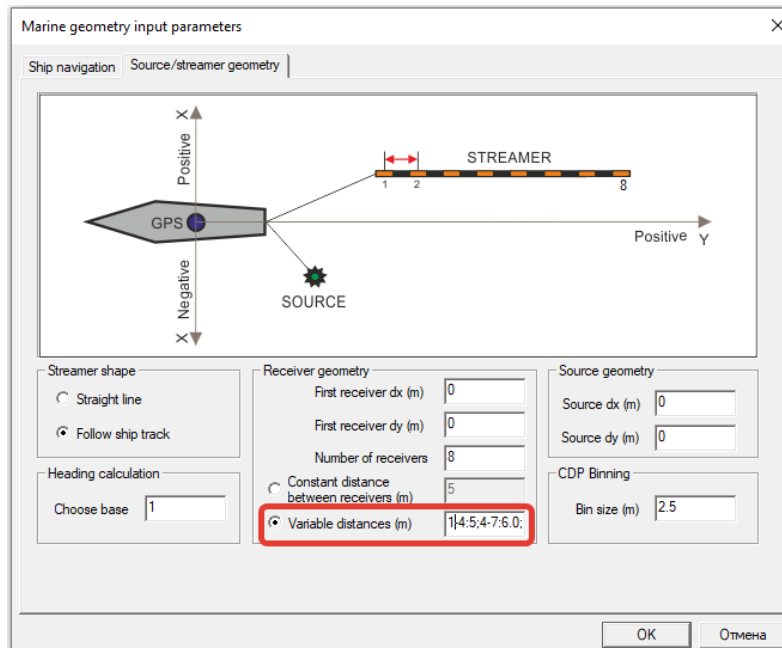 Marine geometry input parameters
Ship navigation
Source/streamer geometry
X
Positive
STREAMER
1
2
8
GPS
Positive
Y
Negative
SOURCE
X
Streamer shape
Straight line
Follow ship track
Heading calculation
Choose base 1
Receiver geometry
First receiver dx (m) 0
First receiver dy (m) 0
Number of receivers 8
Constant distance
between receivers (m) 5
Variable distances (m) 1-4:5;4-7:6.0;
Source geometry
Source dx (m) 0
Source dy (m) 0
CDP Binning
Bin size (m) 2.5
OK
Отмена